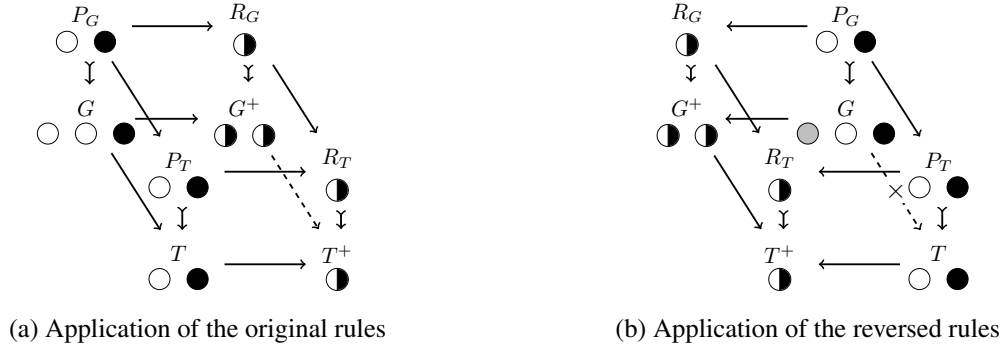 P_G R_G R_G P_G
G G⁺ G⁺ G
P_T R_T R_T P_T
×
T T⁺ T⁺ T
(a) Application of the original rules
(b) Application of the reversed rules